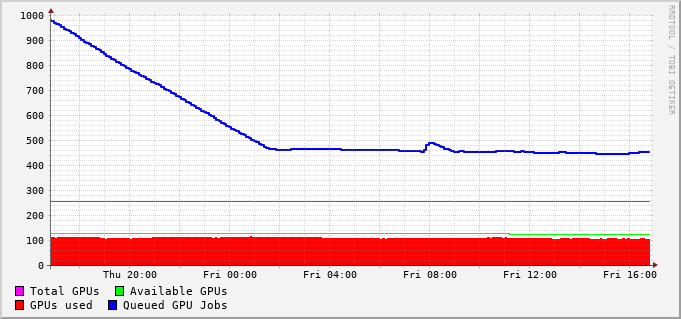 1000
900
800
700
600
500
400
300
200
100
0
Thu 20:00 Fri 00:00 Fri 04:00 Fri 08:00 Fri 12:00 Fri 16:00
Total GPUs Available GPUs
GPUs used Queued GPU Jobs
RRDTOOL / TOBI OETIKER